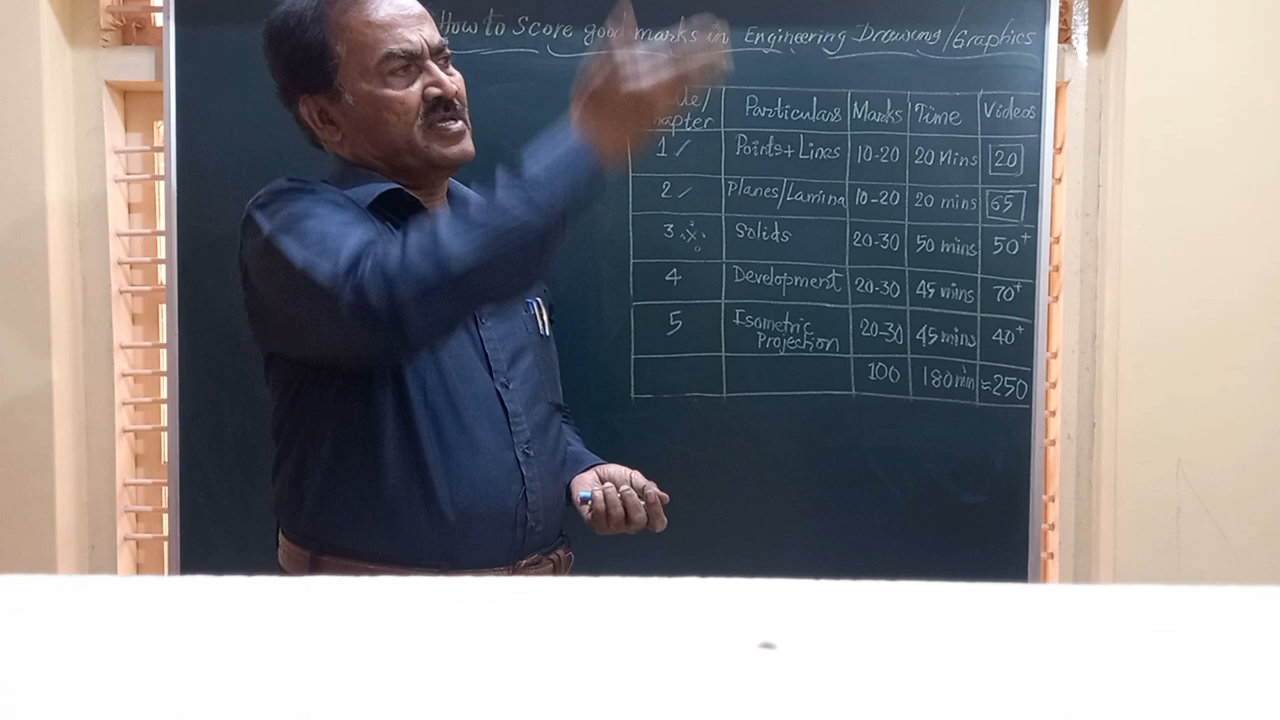 How to Score good marks in Engineering Drawing/Graphics
Particulars Marks Time Videos
1 ✓ Points+Lines 10-20 20 Mins 20
2 ✓ Planes/Lamina 10-20 20 mins 65
3 Solids 20-30 50 mins 50+
4 Development 20-30 45 mins 70+
5 Isometric Projection 20-30 45 mins 40+
100 180 min ≈250